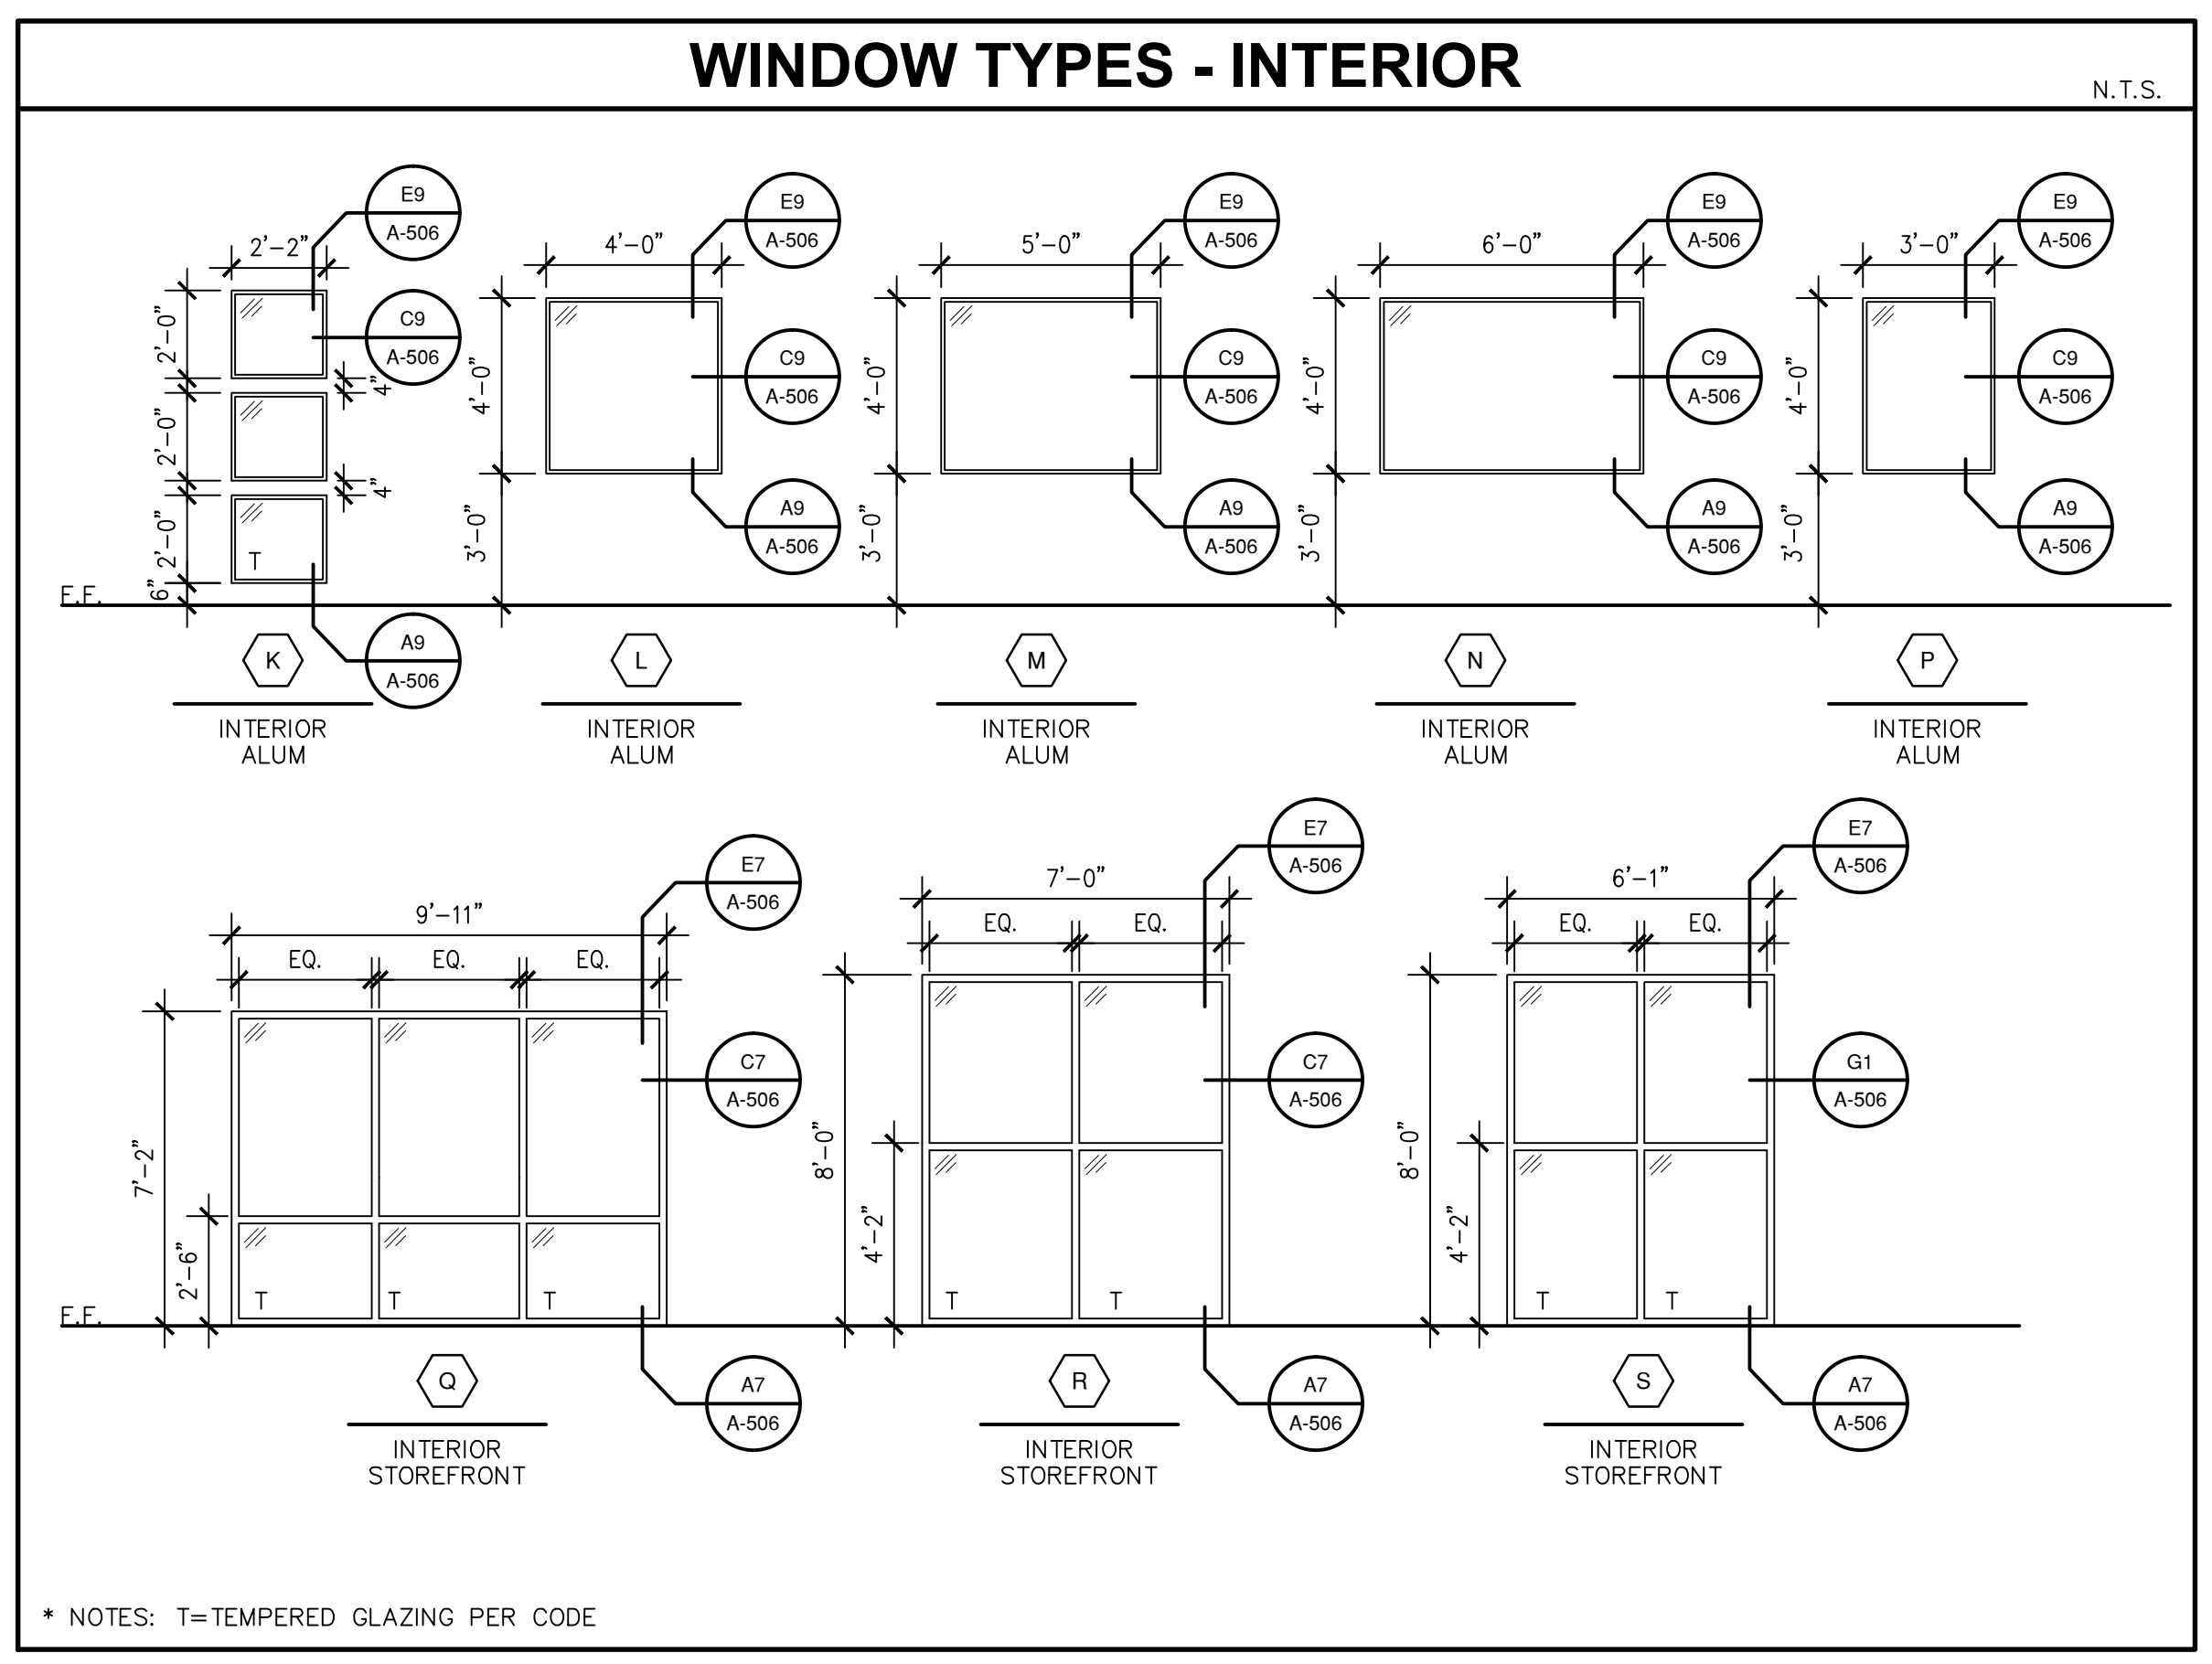 WINDOW TYPES - INTERIOR
N.T.S.
E9
A-506
E9
A-506
E9
A-506
E9
A-506
E9
A-506
2'-2"
4'-0"
5'-0"
6'-0"
3'-0"
C9
A-506
C9
A-506
C9
A-506
C9
A-506
C9
A-506
2'-0"
4"
2'-0"
4"
2'-0"
6"
T
4'-0"
3'-0"
4'-0"
3'-0"
4'-0"
3'-0"
4'-0"
3'-0"
A9
A-506
A9
A-506
A9
A-506
A9
A-506
F.F.
A9
A-506
K
L
M
N
P
INTERIOR
ALUM
INTERIOR
ALUM
INTERIOR
ALUM
INTERIOR
ALUM
INTERIOR
ALUM
E7
A-506
E7
A-506
E7
A-506
9'-11"
7'-0"
6'-1"
EQ.
EQ.
EQ.
EQ.
EQ.
EQ.
EQ.
C7
A-506
C7
A-506
G1
A-506
7'-2"
2'-6"
8'-0"
4'-2"
8'-0"
4'-2"
T
T
T
T
T
T
T
F.F.
Q
R
S
A7
A-506
A7
A-506
A7
A-506
INTERIOR
STOREFRONT
INTERIOR
STOREFRONT
INTERIOR
STOREFRONT
* NOTES: T=TEMPERED GLAZING PER CODE